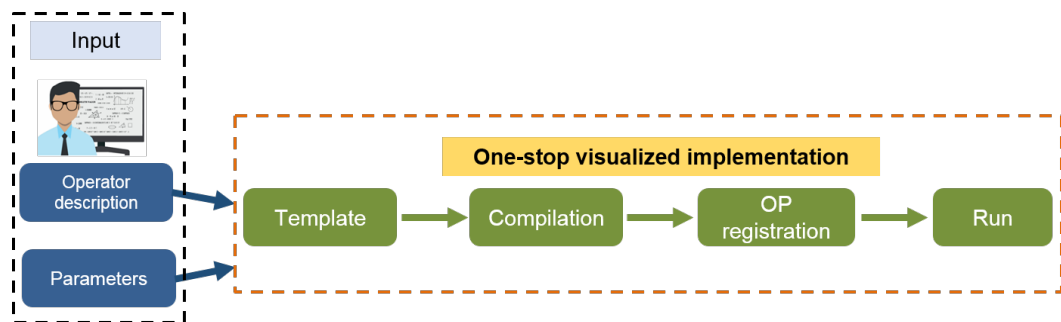 Input
Operator
description
Parameters
One-stop visualized implementation
Template
Compilation
OP
registration
Run